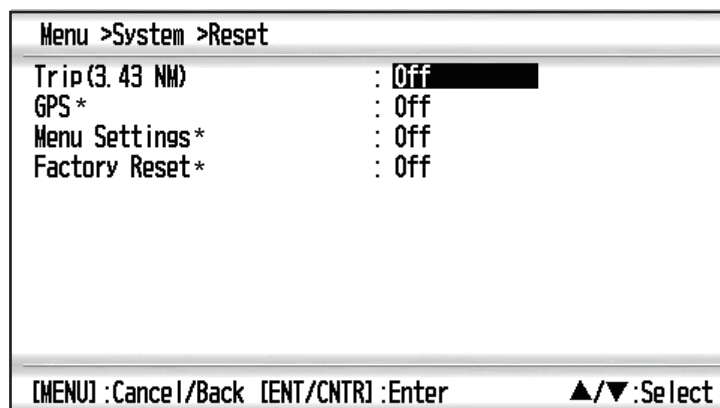 Menu >System >Reset
Trip(3.43 NM) : Off
GPS* : Off
Menu Settings* : Off
Factory Reset* : Off
[MENU]:Cancel/Back [ENT/CNTR]:Enter ▲/▼:Select